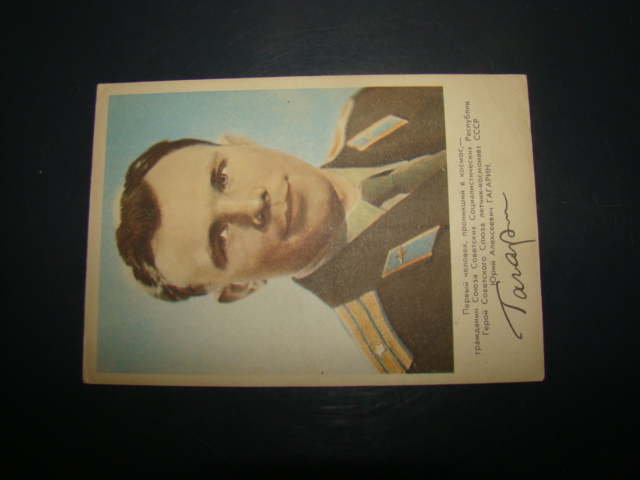 Первый человек, проникший в космос,—
гражданин Союза Советских Социалистических Республик
Герой Советского Союза летчик-космонавт СССР
Юрий Алексеевич ГАГАРИН.
Гагарин